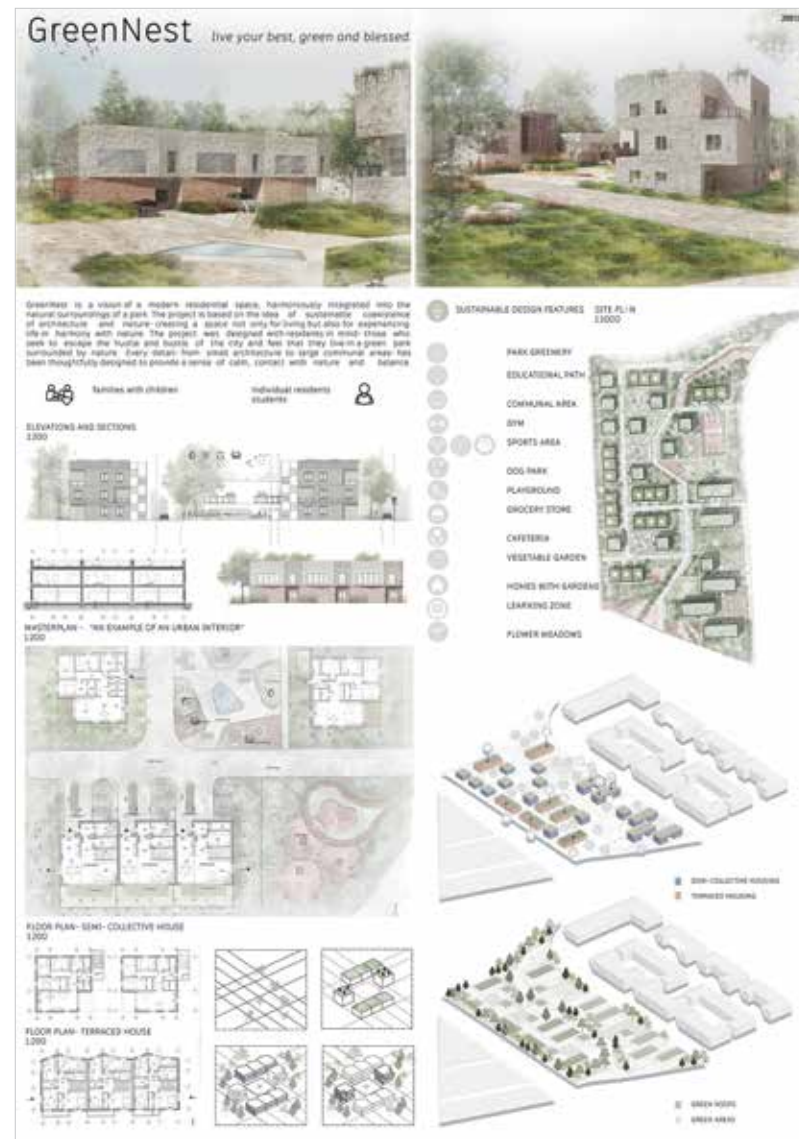 GreenNest
live your best, green and blessed
GreenNest is a vision of a modern residential space, harmoniously integrated into the
natural surroundings of a park. The project is based on the idea of sustainable coexistence
of architecture and nature- creating a space not only for living but also for experiencing
life in harmony with nature. The project was designed with residents in mind- those who
seek to escape the hustle and bustle of the city and feel that they live in a green park
surrounded by nature. Every detail- from small architecture to large communal areas- has
been thoughtfully designed to provide a sense of calm, contact with nature and balance.
families with children
individual residents
students
ELEVATIONS AND SECTIONS
1:200
MASTERPLAN - "AN EXAMPLE OF AN URBAN INTERIOR"
1:200
FLOOR PLAN- SEMI- COLLECTIVE HOUSE
1:200
FLOOR PLAN- TERRACED HOUSE
1:200
SUSTAINABLE DESIGN FEATURES
SITE PLAN
1:1000
PARK GREENERY
EDUCATIONAL PATH
COMMUNAL AREA
GYM
SPORTS AREA
DOG PARK
PLAYGROUND
GROCERY STORE
CAFETERIA
VEGETABLE GARDEN
HOMES WITH GARDENS
LEARNING ZONE
FLOWER MEADOWS
SEMI-COLLECTIVE HOUSING
TERRACED HOUSING
GREEN ROOFS
GREEN AREAS